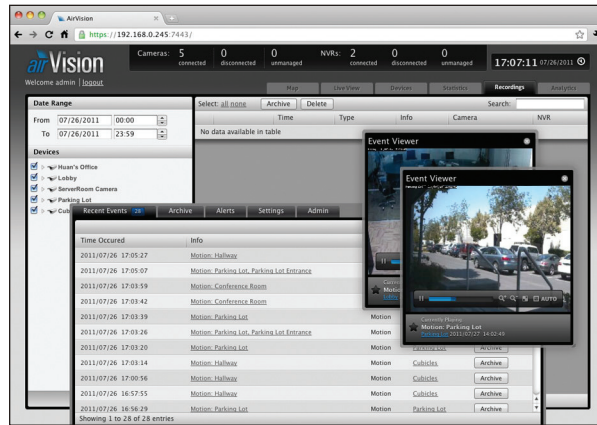 AirVision
https://192.168.0.245:7443/
airVision
Cameras: 5 connected 0 disconnected 0 unmanaged NVRs: 2 connected 0 disconnected 0 unmanaged 17:07:11 07/26/2011
Welcome admin | logout
Map Live View Devices Statistics Recordings Analytics
Date Range
From 07/26/2011 00:00
To 07/26/2011 23:59
Devices
Huan's Office
Lobby
ServerRoom Camera
Parking Lot
Select: all none Archive Delete Search:
Time Type Info Camera NVR
No data available in table
Event Viewer
Event Viewer
AUTO
Currently Playing
Motion: Parking Lot
Parking Lot 2011/07/27 14:02:49
Recent Events 28 Archive Alerts Settings Admin
Time Occured Info
2011/07/26 17:05:27 Motion: Hallway
2011/07/26 17:05:07 Motion: Parking Lot, Parking Lot Entrance
2011/07/26 17:03:59 Motion: Conference Room
2011/07/26 17:03:42 Motion: Conference Room
2011/07/26 17:03:39 Motion: Parking Lot Motion
2011/07/26 17:03:26 Motion: Parking Lot, Parking Lot Entrance Motion
2011/07/26 17:03:20 Motion: Parking Lot Motion Parking Lot Archive
2011/07/26 17:03:14 Motion: Hallway Motion Cubicles Archive
2011/07/26 17:00:56 Motion: Hallway Motion Cubicles Archive
2011/07/26 16:57:55 Motion: Hallway Motion Cubicles Archive
2011/07/26 16:56:29 Motion: Parking Lot Motion Parking Lot Archive
Showing 1 to 28 of 28 entries